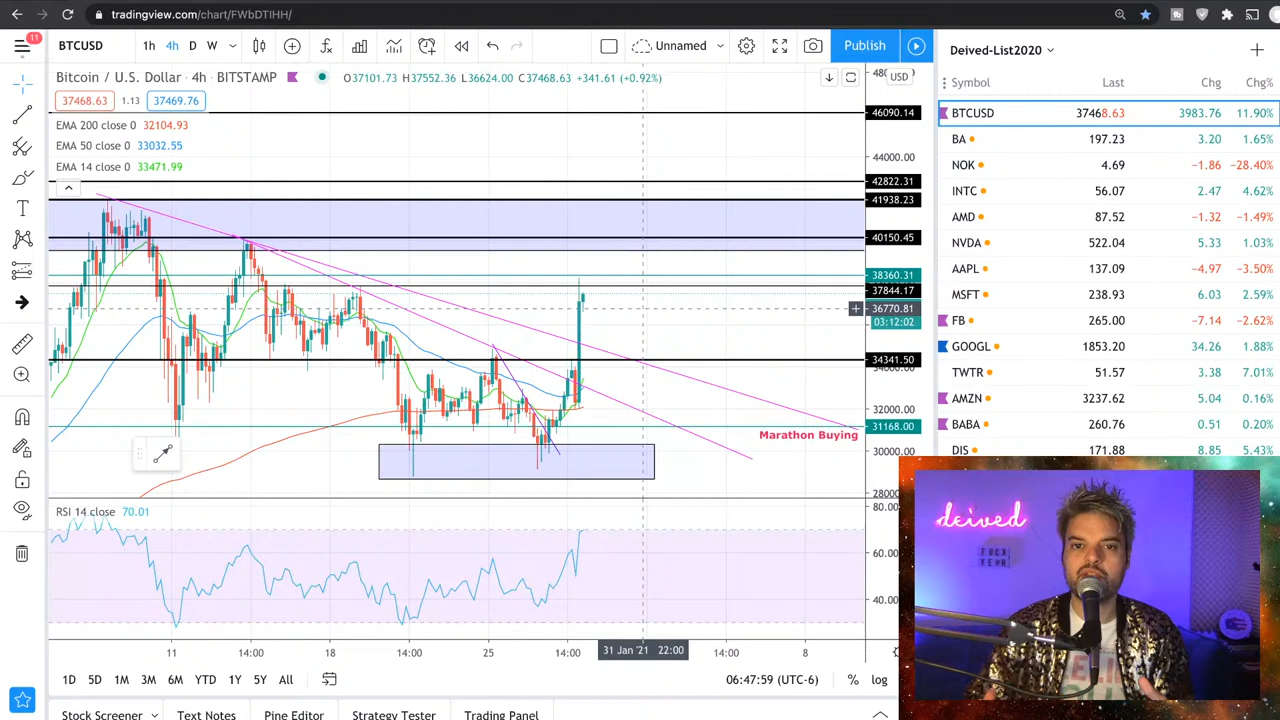 tradingview.com/chart/FWbDTIHH/
11
BTCUSD 1h 4h D W Unnamed Publish
Bitcoin / U.S. Dollar · 4h · BITSTAMP O37101.73 H37552.36 L36624.00 C37468.63 +341.61 (+0.92%)
37468.63 1.13 37469.76
EMA 200 close 0 32104.93
EMA 50 close 0 33032.55
EMA 14 close 0 33471.99
USD
46090.14
44000.00
42822.31
41938.23
40150.45
38360.31
37844.17
36770.81
03:12:02
34341.50
34000.00
32000.00
31168.00
Marathon Buying
30000.00
28000
RSI 14 close 70.01
80.00
60.00
40.00
11 14:00 18 14:00 25 14:00 31 Jan '21 22:00 14:00 8
1D 5D 1M 3M 6M YTD 1Y 5Y All 06:47:59 (UTC-6) % log
Stock Screener Text Notes Pine Editor Strategy Tester Trading Panel
Deived-List2020
Symbol Last Chg Chg%
BTCUSD 37468.63 3983.76 11.90%
BA 197.23 3.20 1.65%
NOK 4.69 −1.86 −28.40%
INTC 56.07 2.47 4.62%
AMD 87.52 −1.32 −1.49%
NVDA 522.04 5.33 1.03%
AAPL 137.09 −4.97 −3.50%
MSFT 238.93 6.03 2.59%
FB 265.00 −7.14 −2.62%
GOOGL 1853.20 34.26 1.88%
TWTR 51.57 3.38 7.01%
AMZN 3237.62 5.04 0.16%
BABA 260.76 0.51 0.20%
DIS 171.88 8.85 5.43%
deived
FUCK
YEAH